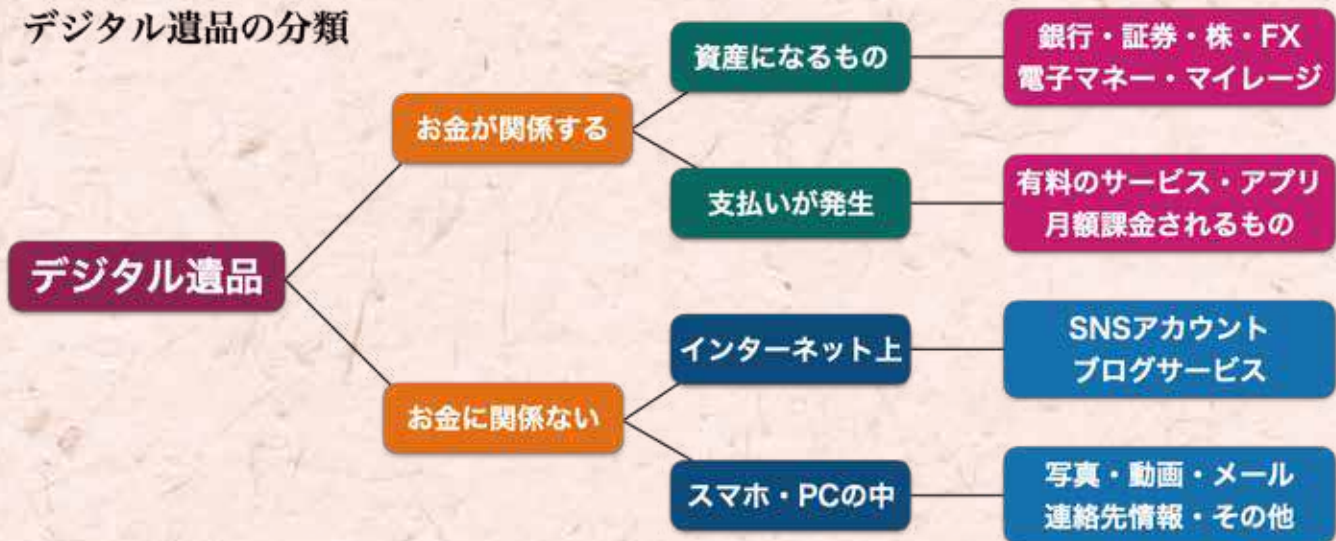 デジタル遺品の分類
デジタル遺品
お金が関係する
資産になるもの
銀行・証券・株・FX
電子マネー・マイレージ
支払いが発生
有料のサービス・アプリ
月額課金されるもの
お金に関係ない
インターネット上
SNSアカウント
ブログサービス
スマホ・PCの中
写真・動画・メール
連絡先情報・その他